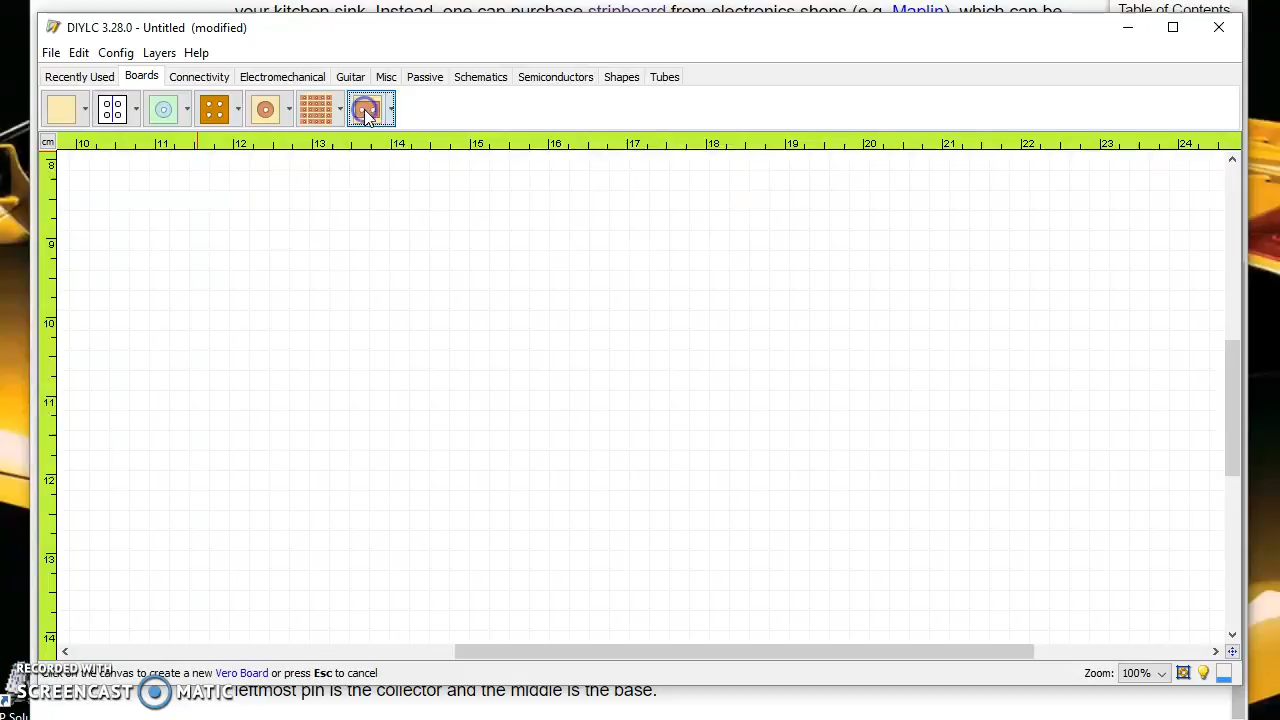 your kitchen sink. Instead, one can purchase stripboard from electronics shops (e.g. Maplin), which can be
Table of Contents
DIYLC 3.28.0 - Untitled (modified)
File Edit Config Layers Help
Recently Used Boards Connectivity Electromechanical Guitar Misc Passive Schematics Semiconductors Shapes Tubes
cm 10 11 12 13 14 15 16 17 18 19 20 21 22 23 24
8
9
10
11
12
13
14
RECORDED WITH
Click on the canvas to create a new Vero Board or press Esc to cancel
Zoom: 100%
SCREENCAST MATIC
leftmost pin is the collector and the middle is the base.